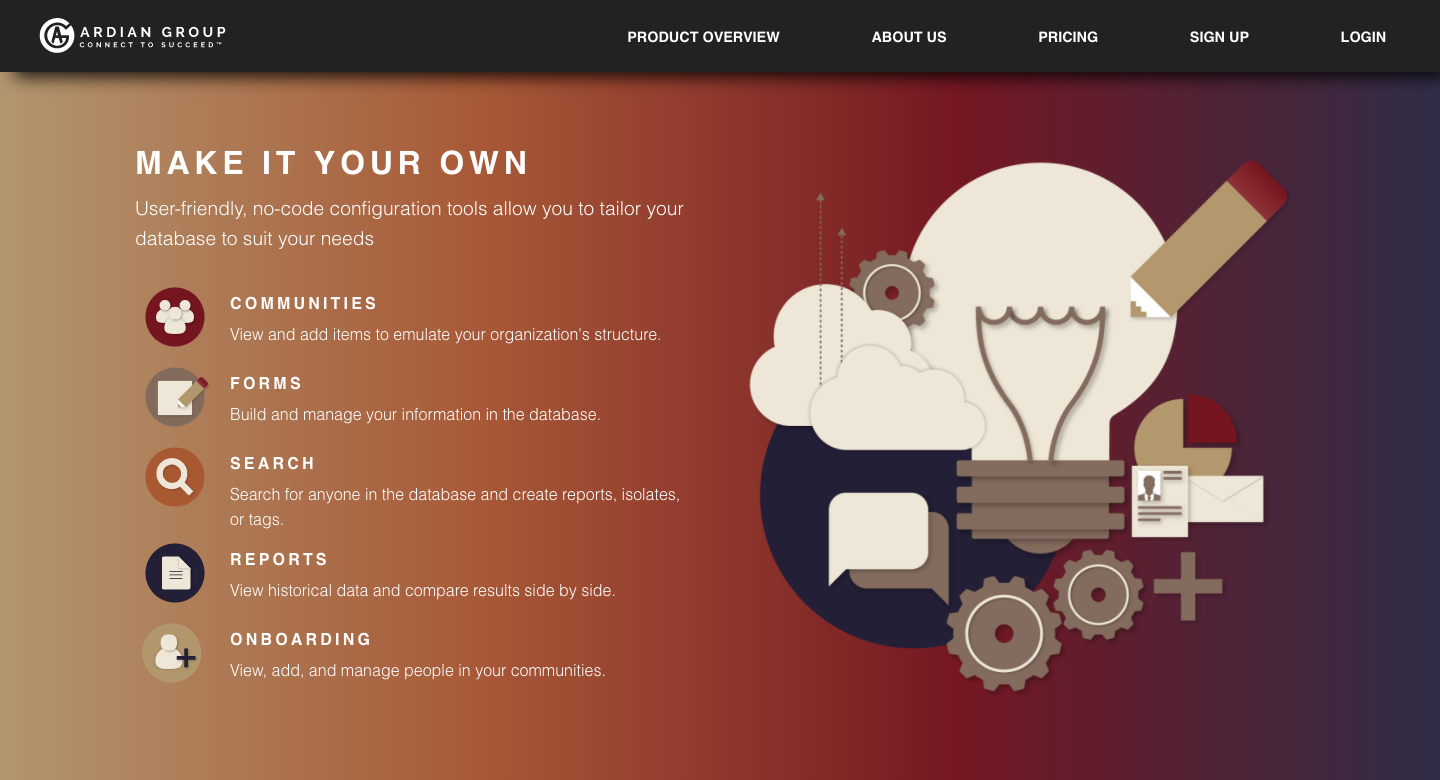 ARDIAN GROUP
CONNECT TO SUCCEED™
PRODUCT OVERVIEW
ABOUT US
PRICING
SIGN UP
LOGIN
MAKE IT YOUR OWN
User-friendly, no-code configuration tools allow you to tailor your
database to suit your needs
COMMUNITIES
View and add items to emulate your organization's structure.
FORMS
Build and manage your information in the database.
SEARCH
Search for anyone in the database and create reports, isolates,
or tags.
REPORTS
View historical data and compare results side by side.
ONBOARDING
View, add, and manage people in your communities.